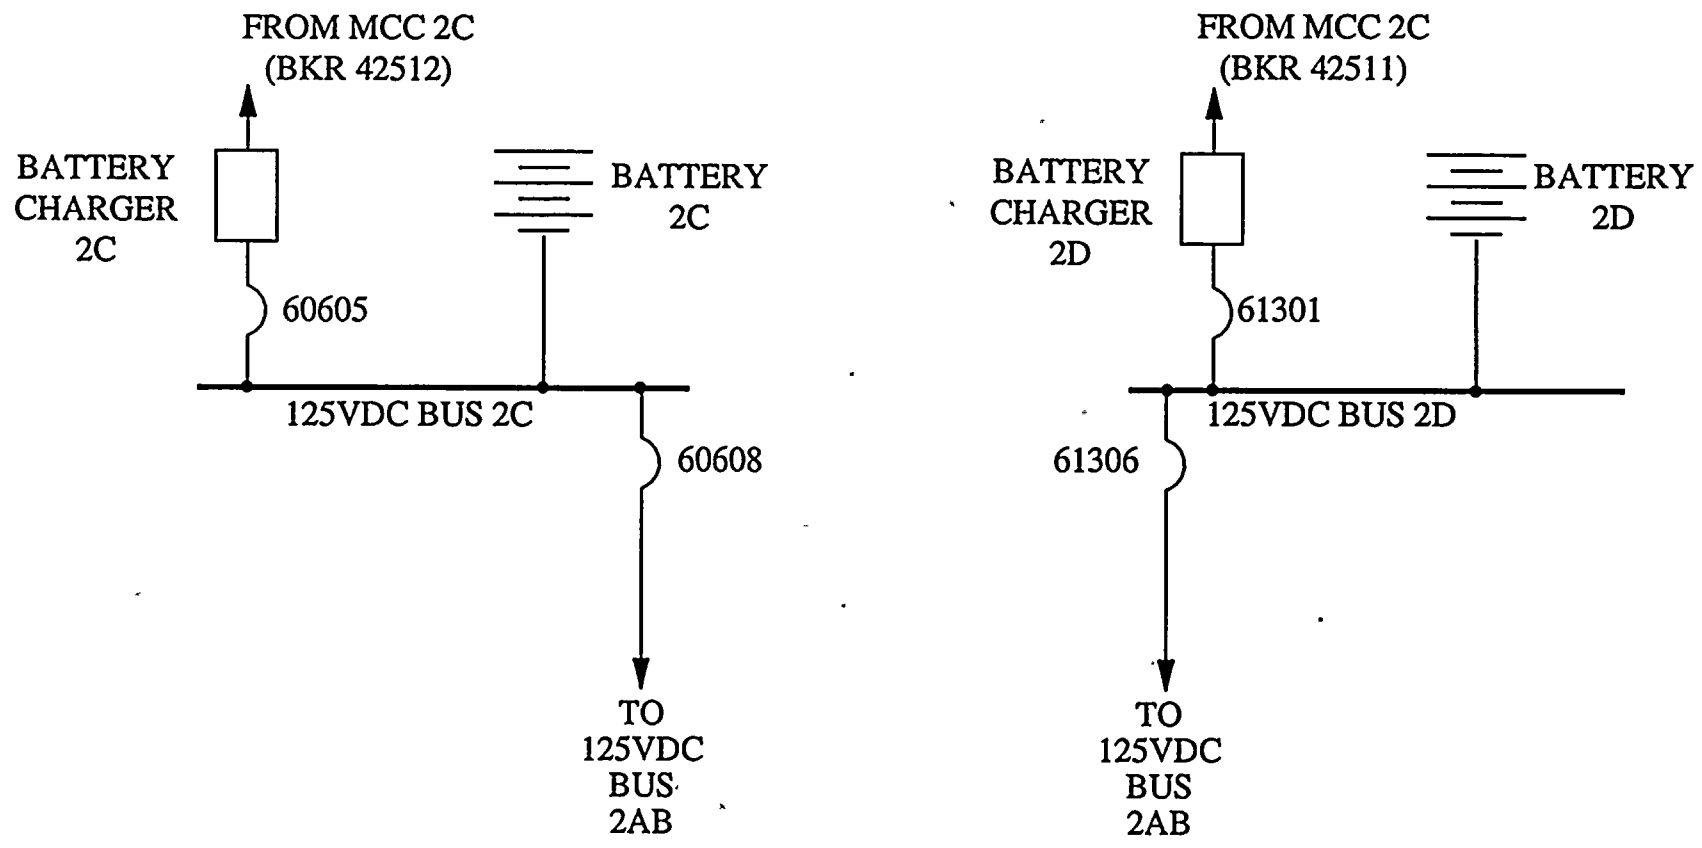 FROM MCC 2C
(BKR 42512)
BATTERY
CHARGER
2C
BATTERY
2C
60605
125VDC BUS 2C
60608
TO
125VDC
BUS
2AB
FROM MCC 2C
(BKR 42511)
BATTERY
CHARGER
2D
BATTERY
2D
61301
125VDC BUS 2D
61306
TO
125VDC
BUS
2AB